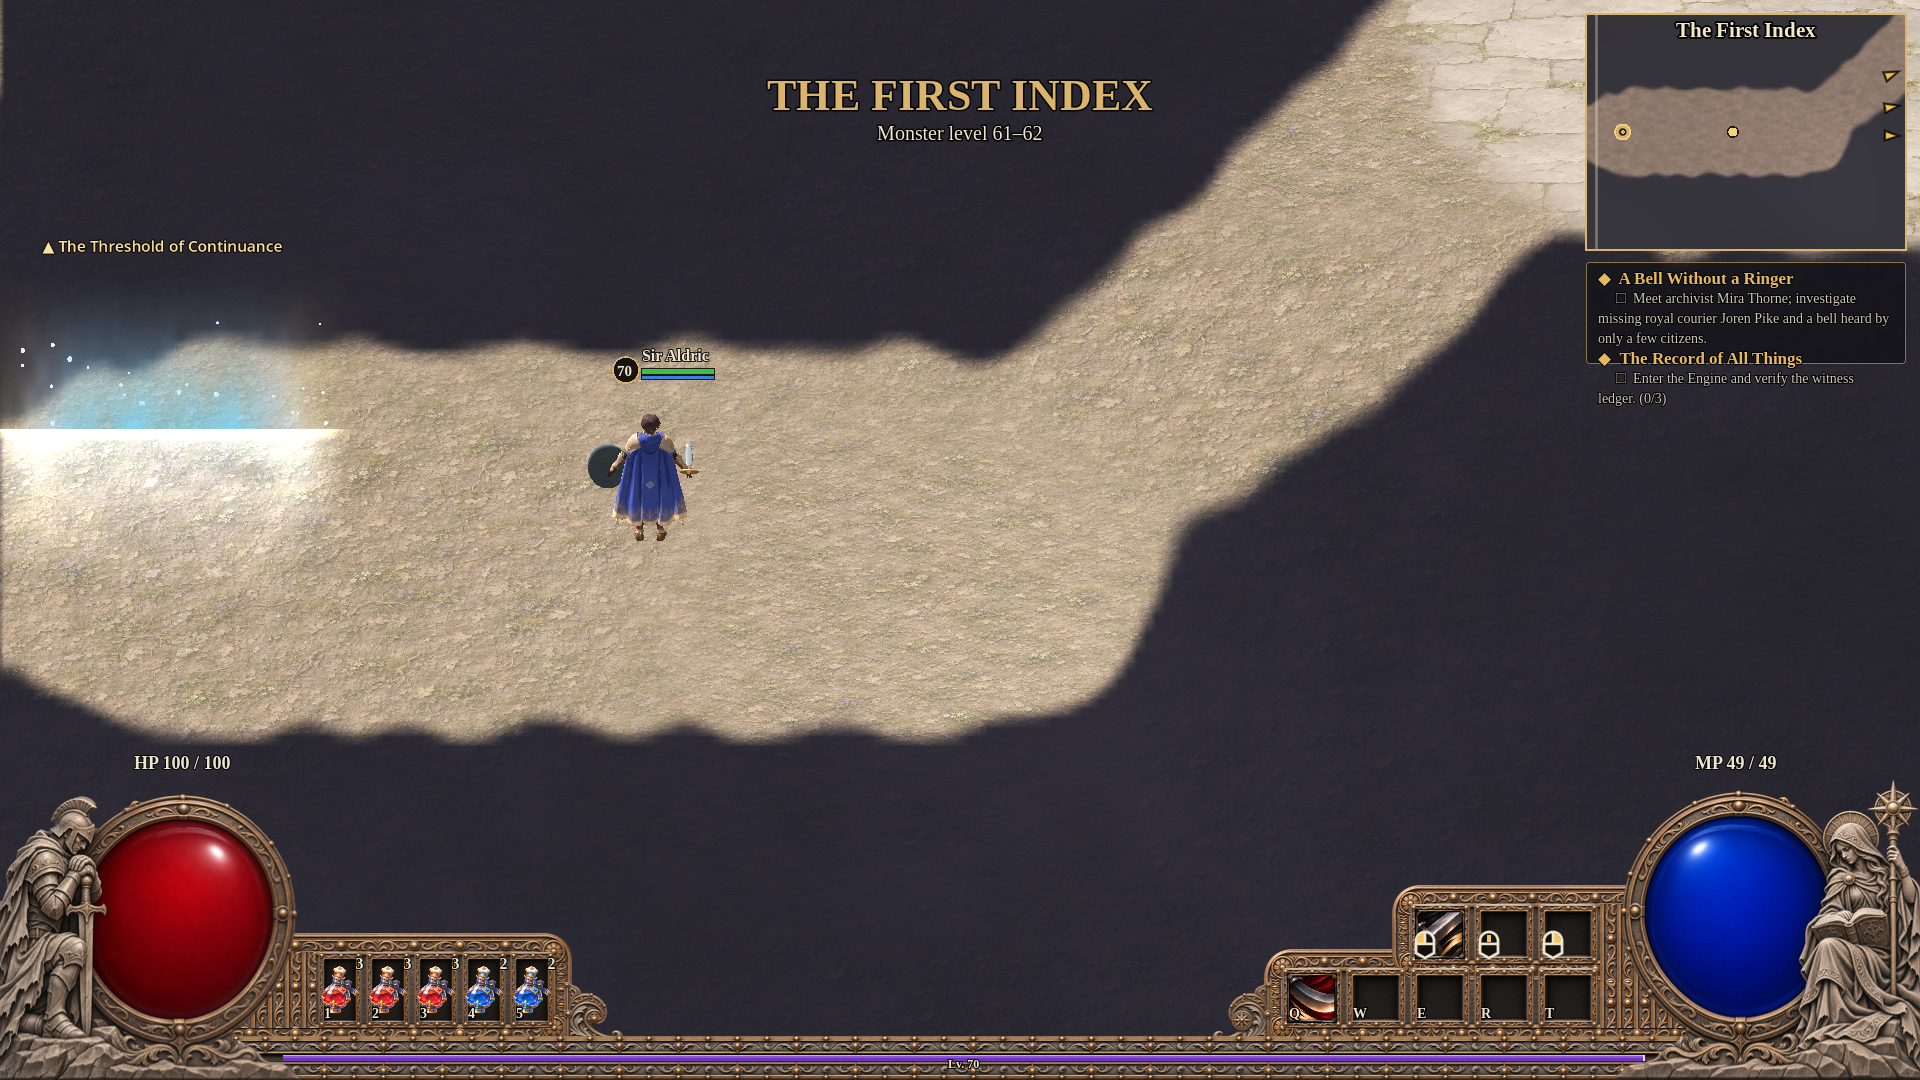 The First Index
THE FIRST INDEX
Monster level 61–62
▲ The Threshold of Continuance
◆ A Bell Without a Ringer
☐ Meet archivist Mira Thorne; investigate
missing royal courier Joren Pike and a bell heard by
only a few citizens.
◆ The Record of All Things
☐ Enter the Engine and verify the witness
ledger. (0/3)
Sir Aldric
70
HP 100 / 100
MP 49 / 49
3 3 3 2 2
1 2 3 4 5
Q W E R T
Lv. 70